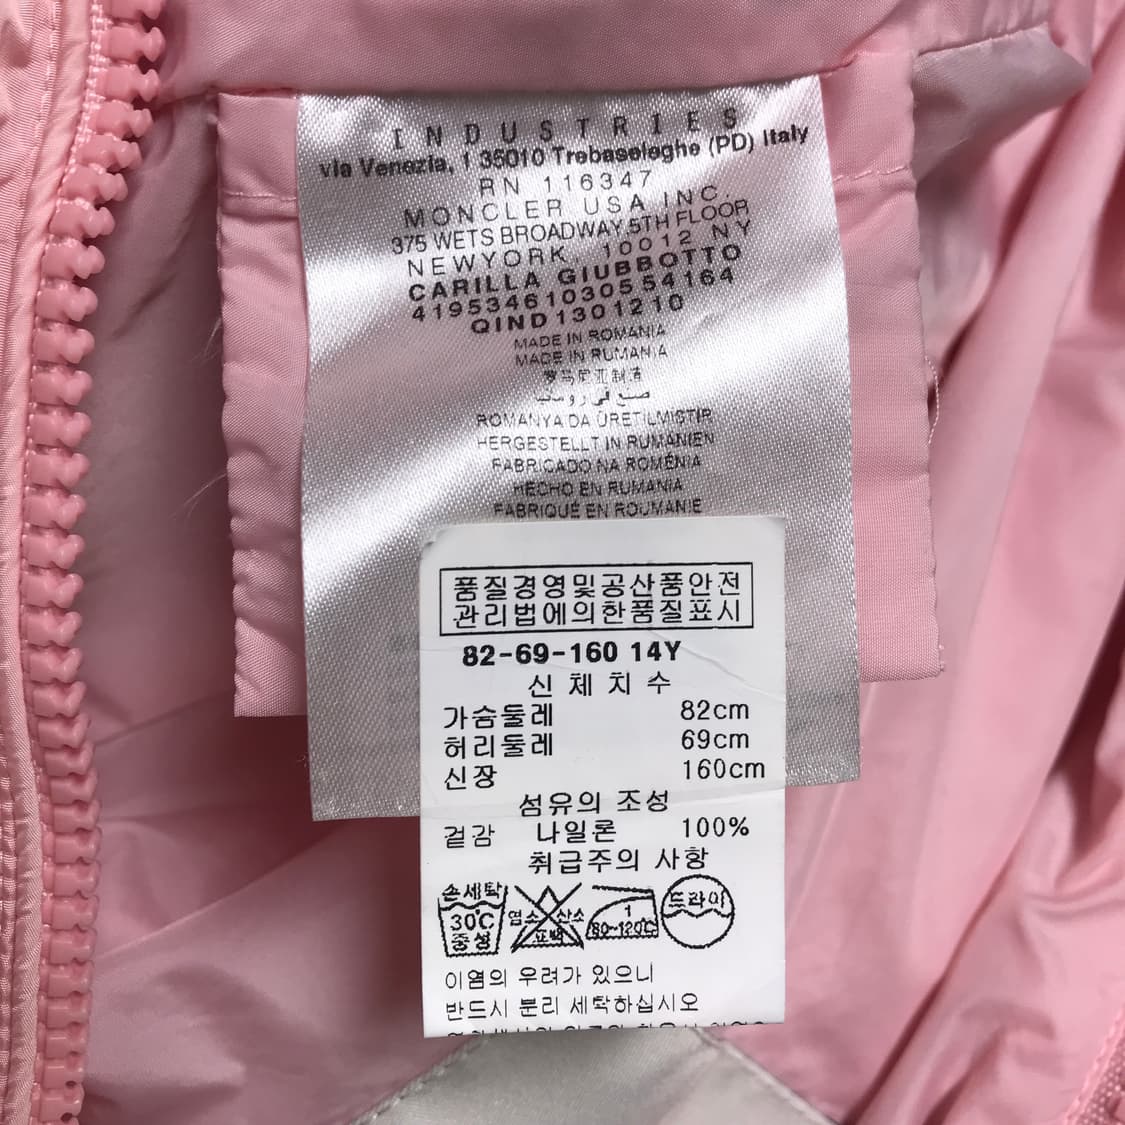 INDUSTRIES
via Venezia, 1 35010 Trebaseleghe (PD) Italy
RN 116347
MONCLER USA INC.
375 WETS BROADWAY,5TH FLOOR
NEWYORK, 10012 NY
CARILLA GIUBBOTTO
41953461030554164
QIND1301210
MADE IN ROMANIA
MADE IN RUMANIA
罗马尼亚制造
صنع في رومانيا
ROMANYA DA ÜRETILMISTIR
HERGESTELLT IN RUMÄNIEN
FABRICADO NA ROMÉNIA
HECHO EN RUMANIA
FABRIQUÉ EN ROUMANIE
품질경영및공산품안전
관리법에의한품질표시
82-69-160 14Y
신체치수
가슴둘레 82cm
허리둘레 69cm
신장 160cm
섬유의 조성
겉감 나일론 100%
취급주의 사항
손세탁 30℃ 중성
염소 산소 표백
1 80~120℃
드라이
이염의 우려가 있으니
반드시 분리 세탁하십시오